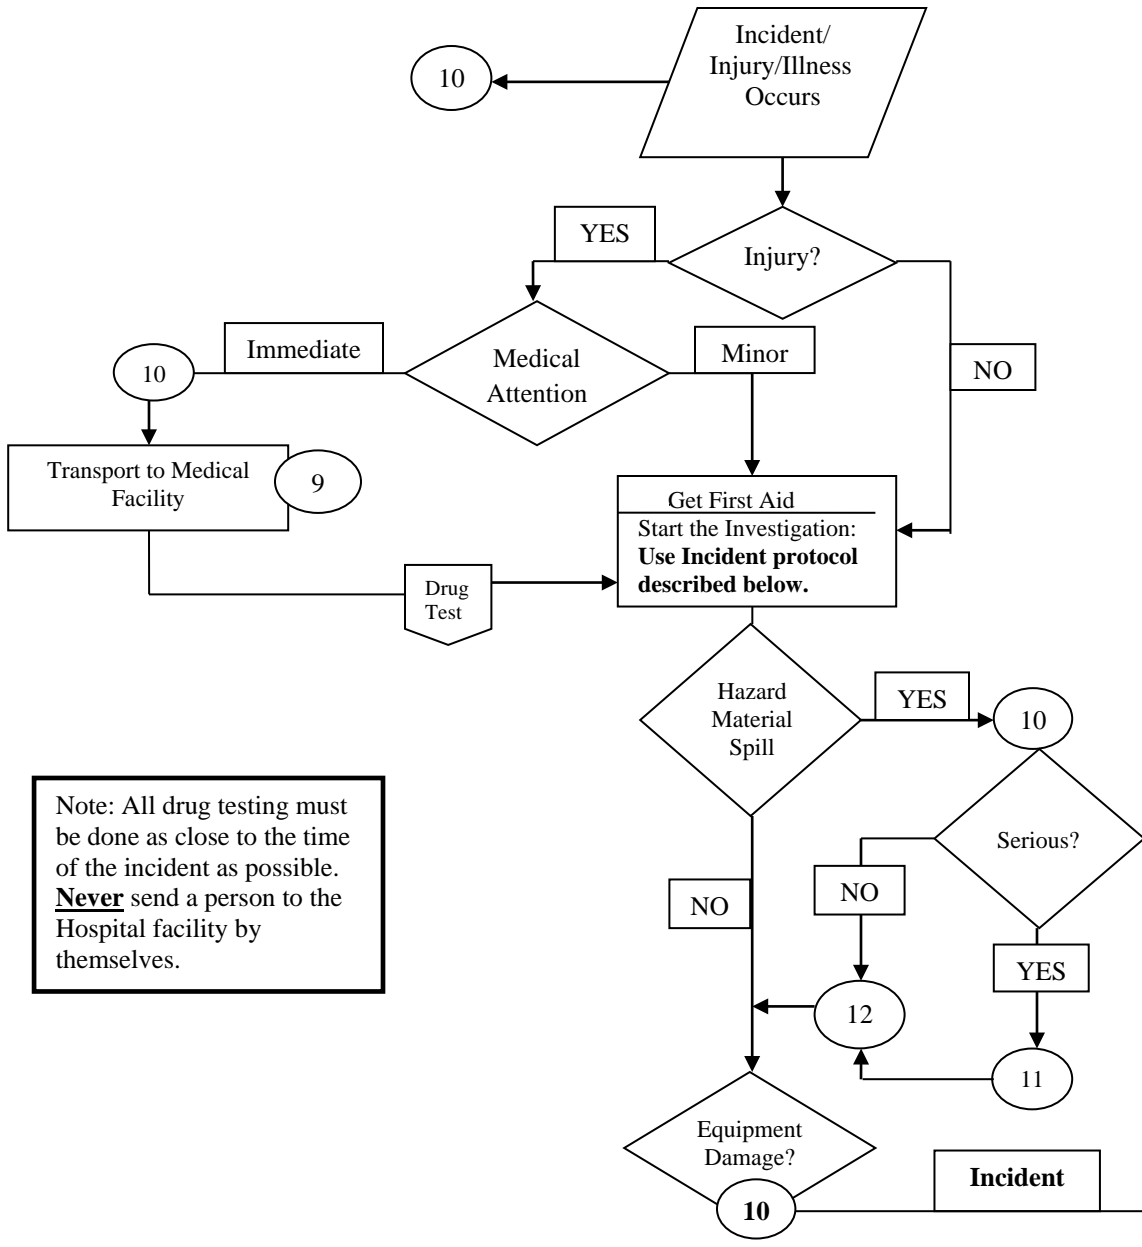 Incident/
Injury/Illness
Occurs
10
YES
Injury?
Immediate
Medical
Attention
Minor
NO
10
Transport to Medical
Facility
9
Get First Aid
Start the Investigation:
Use Incident protocol
described below.
Drug
Test
Hazard
Material
Spill
YES
10
Note: All drug testing must
be done as close to the time
of the incident as possible.
Never send a person to the
Hospital facility by
themselves.
Serious?
NO
NO
YES
12
11
Equipment
Damage?
10
Incident